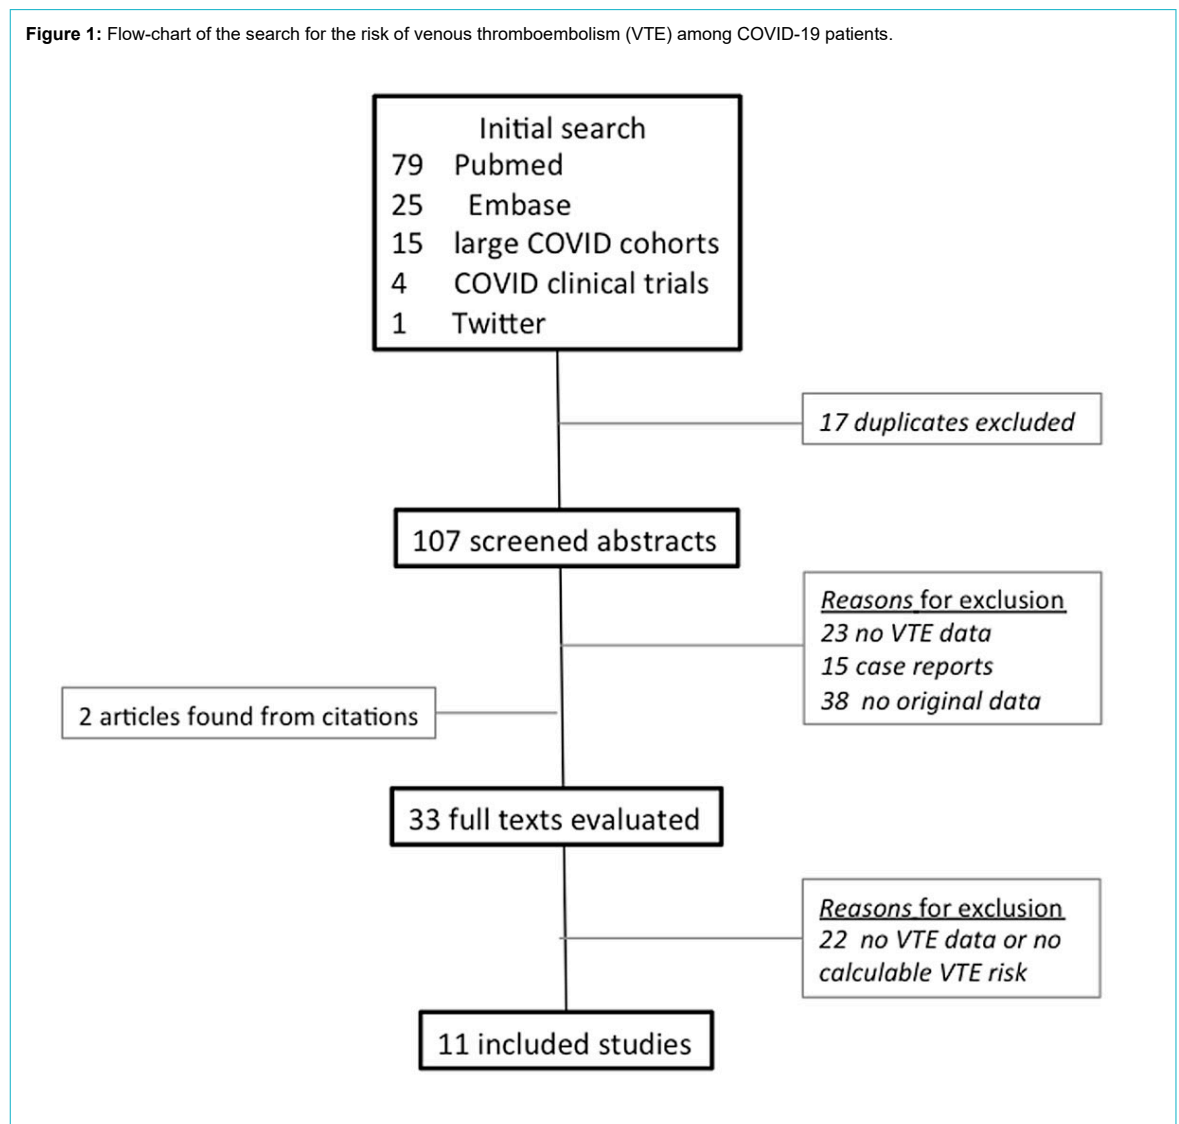 Figure 1: Flow-chart of the search for the risk of venous thromboembolism (VTE) among COVID-19 patients.
Initial search
79 Pubmed
25 Embase
15 large COVID cohorts
4 COVID clinical trials
1 Twitter
17 duplicates excluded
107 screened abstracts
Reasons for exclusion
23 no VTE data
15 case reports
38 no original data
2 articles found from citations
33 full texts evaluated
Reasons for exclusion
22 no VTE data or no
calculable VTE risk
11 included studies